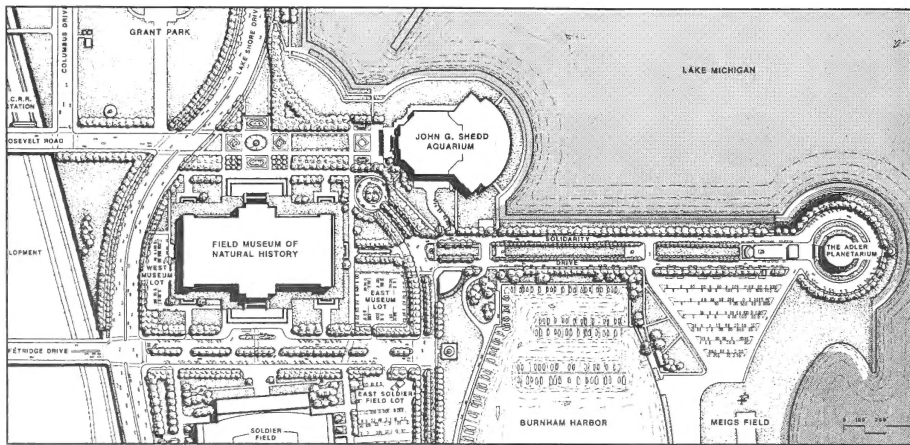 GRANT PARK
COLUMBUS DRIVE
LAKE SHORE DRIVE
LAKE MICHIGAN
.C.R.R.
STATION
OSEVELT ROAD
JOHN G. SHEDD
AQUARIUM
FIELD MUSEUM OF
NATURAL HISTORY
SOLIDARITY
DRIVE
THE ADLER
PLANETARIUM
LOPMENT
WEST
MUSEUM
LOT
EAST
MUSEUM
LOT
FETRIDGE DRIVE
EAST SOLDIER
FIELD LOT
SOLDIER
FIELD
BURNHAM HARBOR
MEIGS FIELD